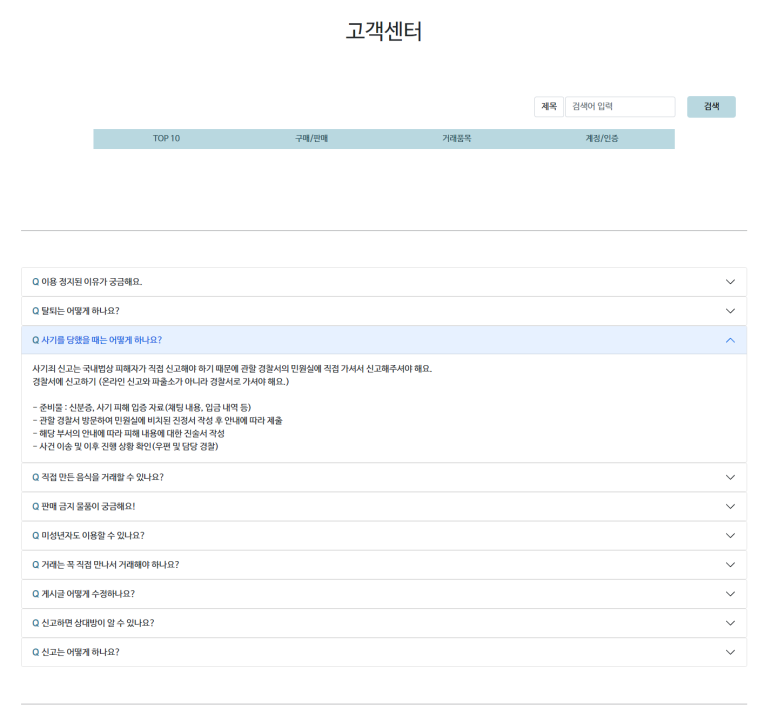 고객센터
제목 검색어 입력 검색
TOP 10 구매/판매 거래품목 계정/인증
Q 이용 정지된 이유가 궁금해요.
Q 탈퇴는 어떻게 하나요?
Q 사기를 당했을 때는 어떻게 하나요?
사기죄 신고는 국내법상 피해자가 직접 신고해야 하기 때문에 관할 경찰서의 민원실에 직접 가셔서 신고해주셔야 해요.
경찰서에 신고하기 (온라인 신고와 파출소가 아니라 경찰서로 가셔야 해요.)
- 준비물 : 신분증, 사기 피해 입증 자료(채팅 내용, 입금 내역 등)
- 관할 경찰서 방문하여 민원실에 비치된 진정서 작성 후 안내에 따라 제출
- 해당 부서의 안내에 따라 피해 내용에 대한 진술서 작성
- 사건 이송 및 이후 진행 상황 확인(우편 및 담당 경찰)
Q 직접 만든 음식을 거래할 수 있나요?
Q 판매 금지 물품이 궁금해요!
Q 미성년자도 이용할 수 있나요?
Q 거래는 꼭 직접 만나서 거래해야 하나요?
Q 게시글 어떻게 수정하나요?
Q 신고하면 상대방이 알 수 있나요?
Q 신고는 어떻게 하나요?